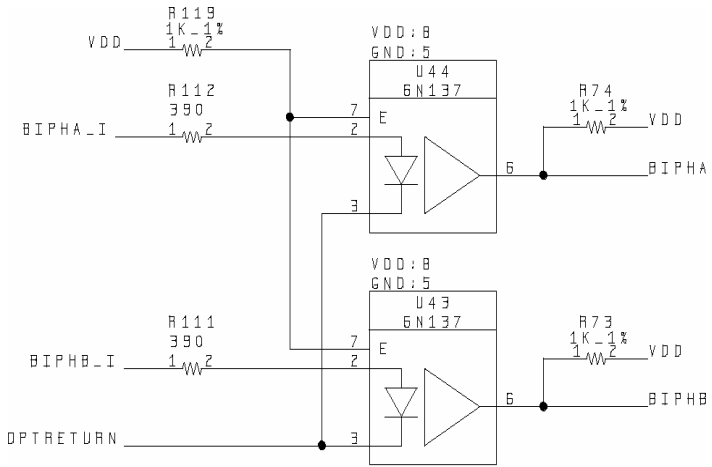 R119
1K_1%
VDD 1 2
VDD:8
GND:5
U44
6N137
R112
390
BIPHA_I 1 2
7 E
2
3
6
R74
1K_1%
1 2 VDD
BIPHA
VDD:8
GND:5
U43
6N137
R111
390
BIPHB_I 1 2
7 E
2
3
6
R73
1K_1%
1 2 VDD
BIPHB
OPTRETURN